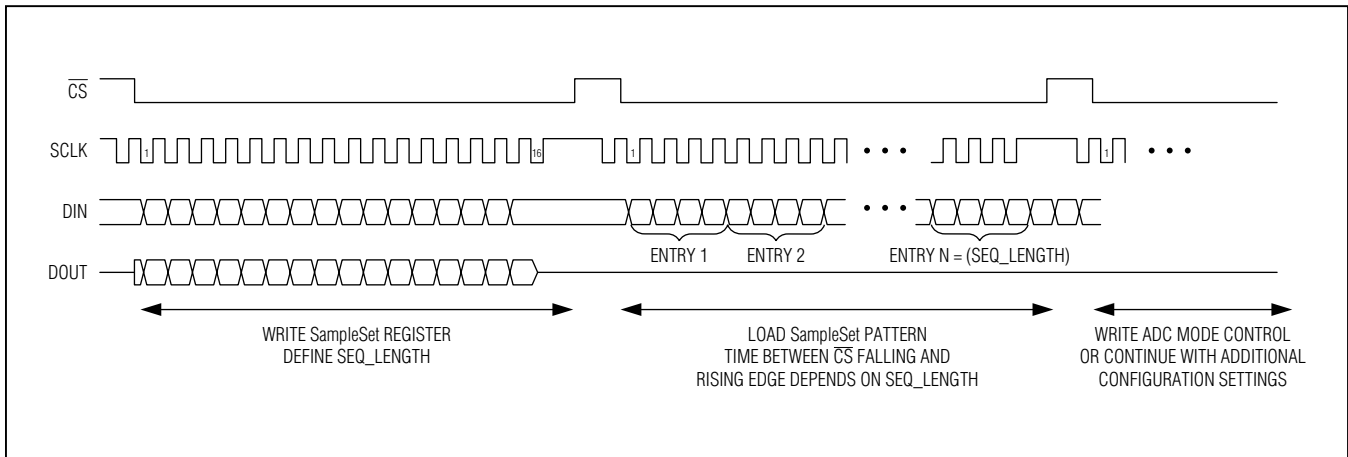 CS
SCLK
1
16
1
• • •
1
• • •
DIN
• • •
ENTRY 1
ENTRY 2
ENTRY N = (SEQ_LENGTH)
DOUT
WRITE SampleSet REGISTER
DEFINE SEQ_LENGTH
LOAD SampleSet PATTERN
TIME BETWEEN CS FALLING AND
RISING EDGE DEPENDS ON SEQ_LENGTH
WRITE ADC MODE CONTROL
OR CONTINUE WITH ADDITIONAL
CONFIGURATION SETTINGS